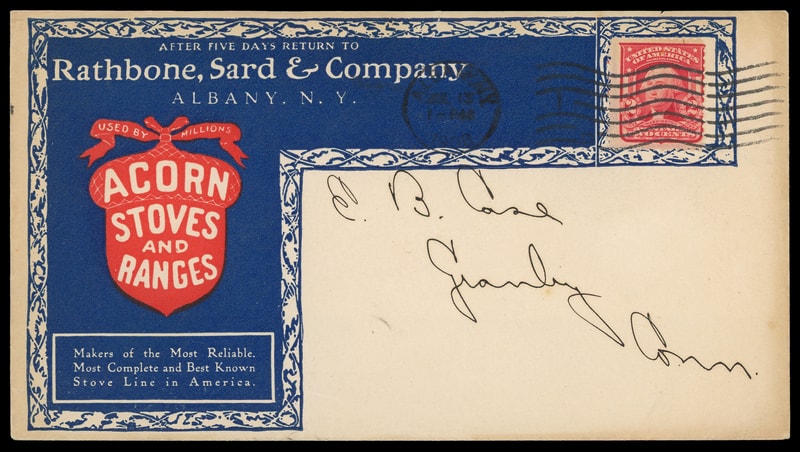 AFTER FIVE DAYS RETURN TO
Rathbone, Sard & Company
ALBANY. N. Y.
UNITED STATES
OF AMERICA
TWO CENTS
USED BY MILLIONS
ACORN
STOVES
AND
RANGES
E. B. Case
Granby
Conn.
Makers of the Most Reliable.
Most Complete and Best Known
Stove Line in America.